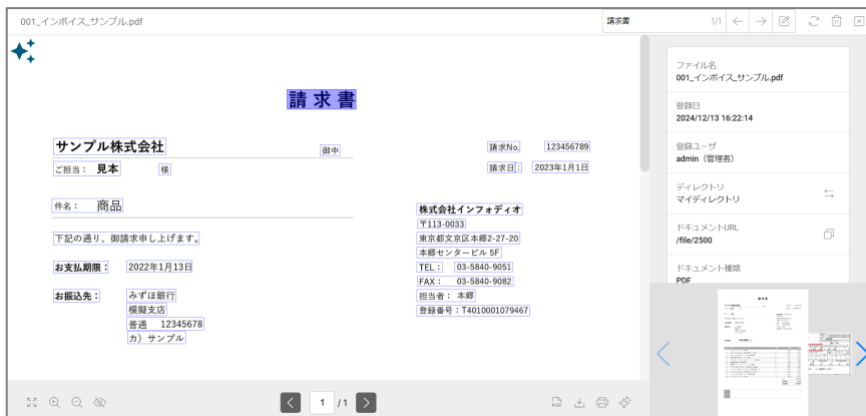 001_インボイス_サンプル.pdf
請求書 1/1
請求書
サンプル株式会社 御中
ご担当： 見本 様
件名： 商品
下記の通り、御請求申し上げます。
お支払期限： 2022年1月13日
お振込先： みずほ銀行
模擬支店
普通 12345678
カ）サンプル
請求No. 123456789
請求日： 2023年1月1日
株式会社インフォディオ
〒113-0033
東京都文京区本郷2-27-20
本郷センタービル 5F
TEL： 03-5840-9051
FAX： 03-5840-9082
担当者： 本郷
登録番号：T4010001079467
ファイル名
001_インボイス_サンプル.pdf
登録日
2024/12/13 16:22:14
登録ユーザ
admin（管理者）
ディレクトリ
マイディレクトリ
ドキュメントURL
/file/2500
ドキュメント種類
PDF
1 /1